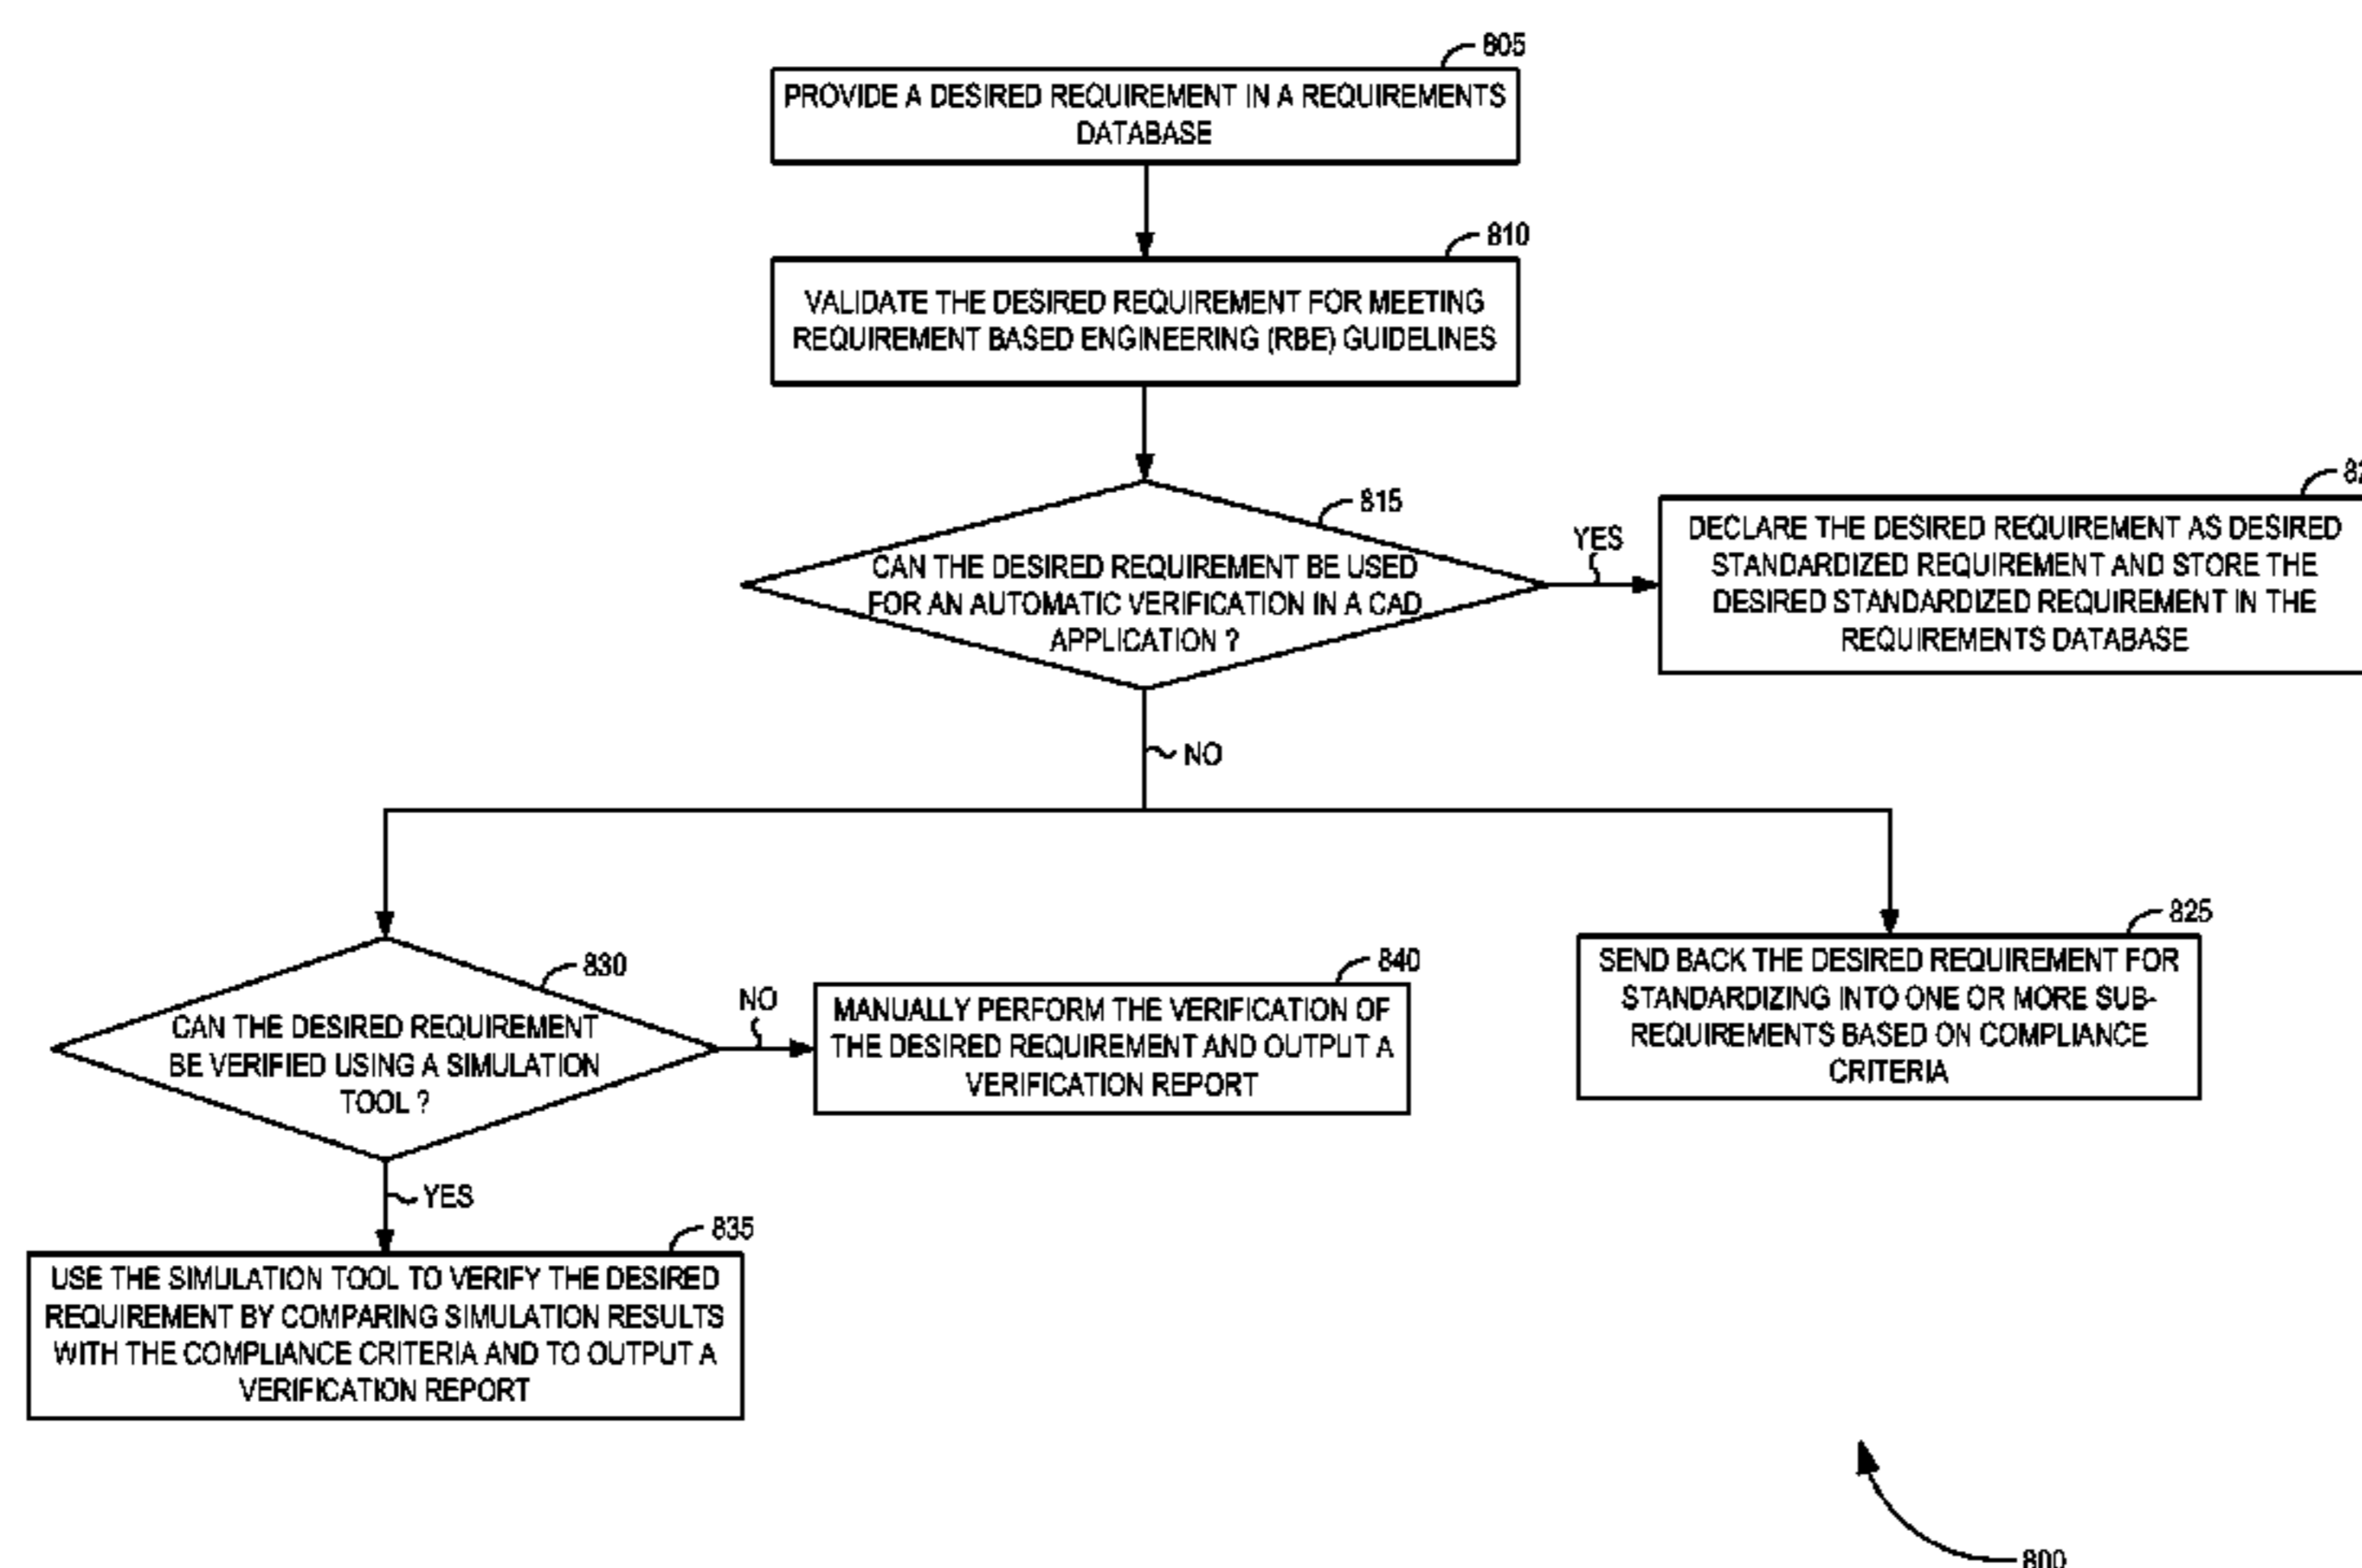 805
PROVIDE A DESIRED REQUIREMENT IN A REQUIREMENTS
DATABASE
810
VALIDATE THE DESIRED REQUIREMENT FOR MEETING
REQUIREMENT BASED ENGINEERING (RBE) GUIDELINES
815
CAN THE DESIRED REQUIREMENT BE USED
FOR AN AUTOMATIC VERIFICATION IN A CAD
APPLICATION ?
YES
DECLARE THE DESIRED REQUIREMENT AS DESIRED
STANDARDIZED REQUIREMENT AND STORE THE
DESIRED STANDARDIZED REQUIREMENT IN THE
REQUIREMENTS DATABASE
NO
830
CAN THE DESIRED REQUIREMENT
BE VERIFIED USING A SIMULATION
TOOL ?
NO
840
MANUALLY PERFORM THE VERIFICATION OF
THE DESIRED REQUIREMENT AND OUTPUT A
VERIFICATION REPORT
825
SEND BACK THE DESIRED REQUIREMENT FOR
STANDARDIZING INTO ONE OR MORE SUB-
REQUIREMENTS BASED ON COMPLIANCE
CRITERIA
YES
835
USE THE SIMULATION TOOL TO VERIFY THE DESIRED
REQUIREMENT BY COMPARING SIMULATION RESULTS
WITH THE COMPLIANCE CRITERIA AND TO OUTPUT A
VERIFICATION REPORT
800